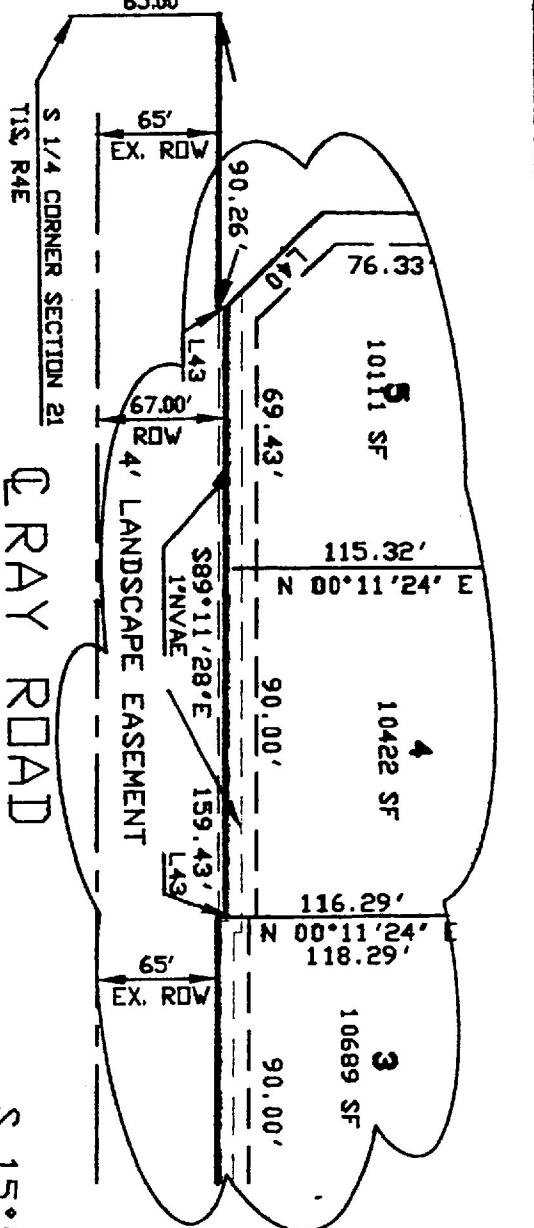 65.00'
S 1/4 CORNER SECTION 21
T1S, R4E
65'
EX. ROW
90.26'
L40
76.33'
5
10111 SF
L43
69.43'
67.00'
ROW
115.32'
N 00°11'24" E
4' LANDSCAPE EASEMENT
1'NVAE
S89°11'28"E
159.43'
90.00'
4
10422 SF
L43
116.29'
N 00°11'24" E
118.29'
65'
EX. ROW
90.00'
3
10689 SF
℄ RAY ROAD
S 15°